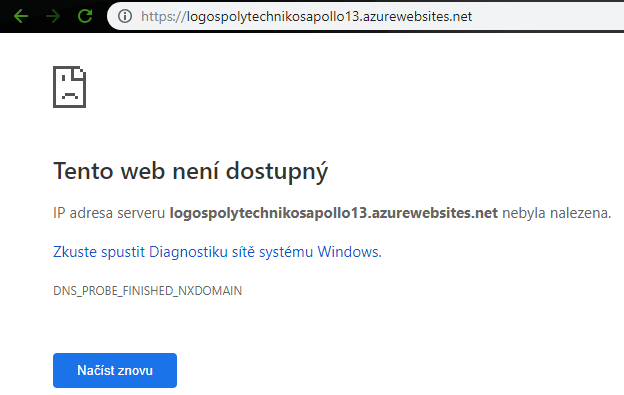 https://logospolytechnikosapollo13.azurewebsites.net
Tento web není dostupný
IP adresa serveru logospolytechnikosapollo13.azurewebsites.net nebyla nalezena.
Zkuste spustit Diagnostiku sítě systému Windows.
DNS_PROBE_FINISHED_NXDOMAIN
Načíst znovu